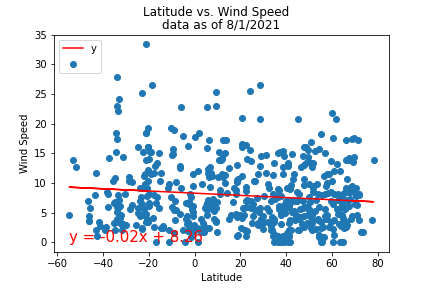 Latitude vs. Wind Speed
data as of 8/1/2021
35
30
25
20
15
10
5
0
Wind Speed
y
y = -0.02x + 8.26
−60
−40
−20
0
20
40
60
80
Latitude